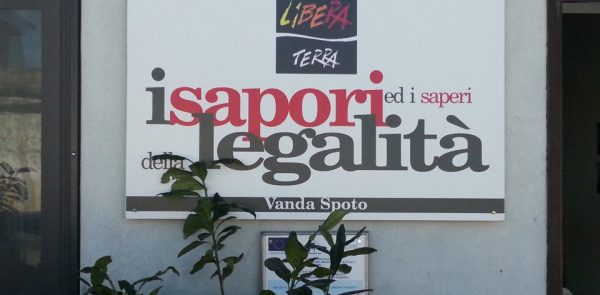 LiBERA
TERRA
i sapori ed i saperi
della legalità
Vanda Spoto